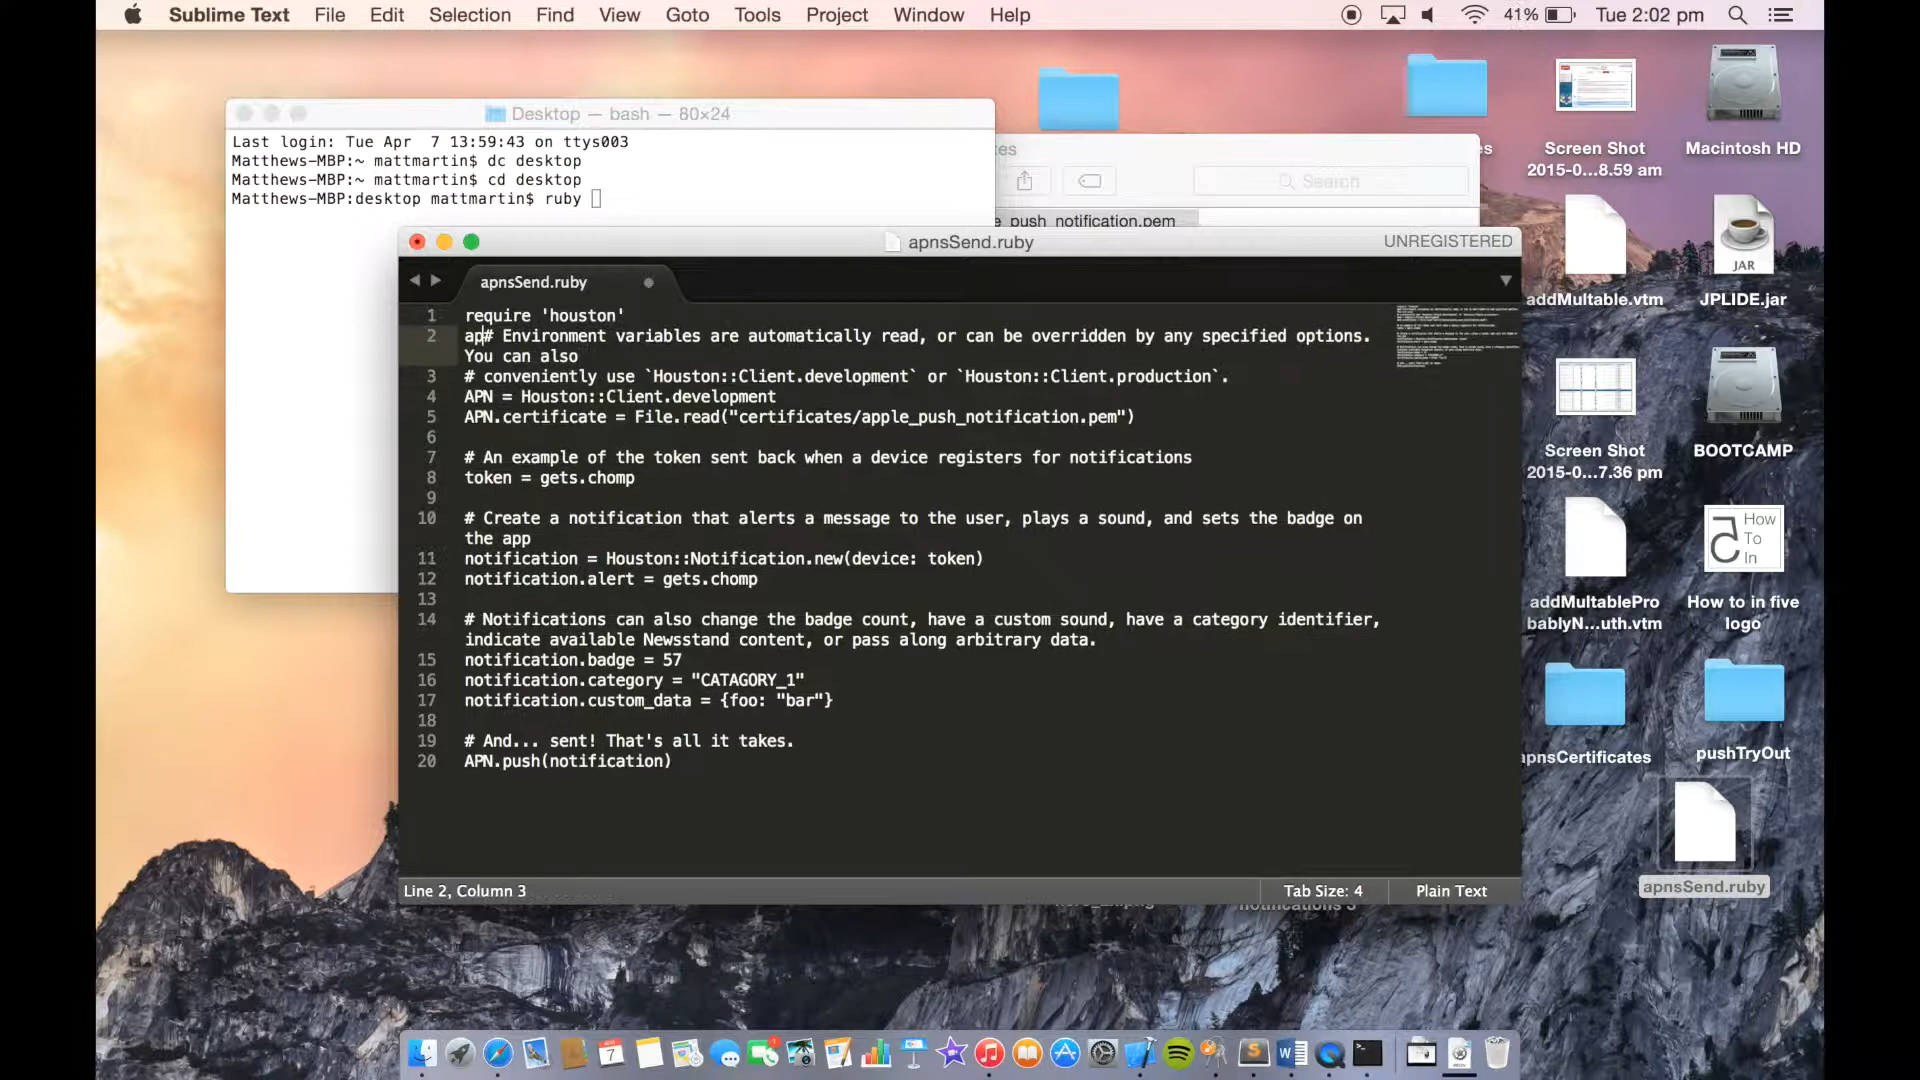 Sublime Text File Edit Selection Find View Goto Tools Project Window Help 41% Tue 2:02 pm
Desktop — bash — 80×24
Last login: Tue Apr  7 13:59:43 on ttys003
Matthews-MBP:~ mattmartin$ dc desktop
Matthews-MBP:~ mattmartin$ cd desktop
Matthews-MBP:desktop mattmartin$ ruby
Search
e_push_notification.pem
apnsSend.ruby UNREGISTERED
apnsSend.ruby
1 require 'houston'
2 ap# Environment variables are automatically read, or can be overridden by any specified options.
You can also
3 # conveniently use `Houston::Client.development` or `Houston::Client.production`.
4 APN = Houston::Client.development
5 APN.certificate = File.read("certificates/apple_push_notification.pem")
6
7 # An example of the token sent back when a device registers for notifications
8 token = gets.chomp
9
10 # Create a notification that alerts a message to the user, plays a sound, and sets the badge on
the app
11 notification = Houston::Notification.new(device: token)
12 notification.alert = gets.chomp
13
14 # Notifications can also change the badge count, have a custom sound, have a category identifier,
indicate available Newsstand content, or pass along arbitrary data.
15 notification.badge = 57
16 notification.category = "CATAGORY_1"
17 notification.custom_data = {foo: "bar"}
18
19 # And... sent! That's all it takes.
20 APN.push(notification)
Line 2, Column 3 Tab Size: 4 Plain Text
Screen Shot
2015-0...8.59 am
Macintosh HD
JAR
addMultable.vtm
JPLIDE.jar
Screen Shot
2015-0...7.36 pm
BOOTCAMP
How
To
In
addMultablePro
bablyN...uth.vtm
How to in five
logo
apnsCertificates
pushTryOut
apnsSend.ruby